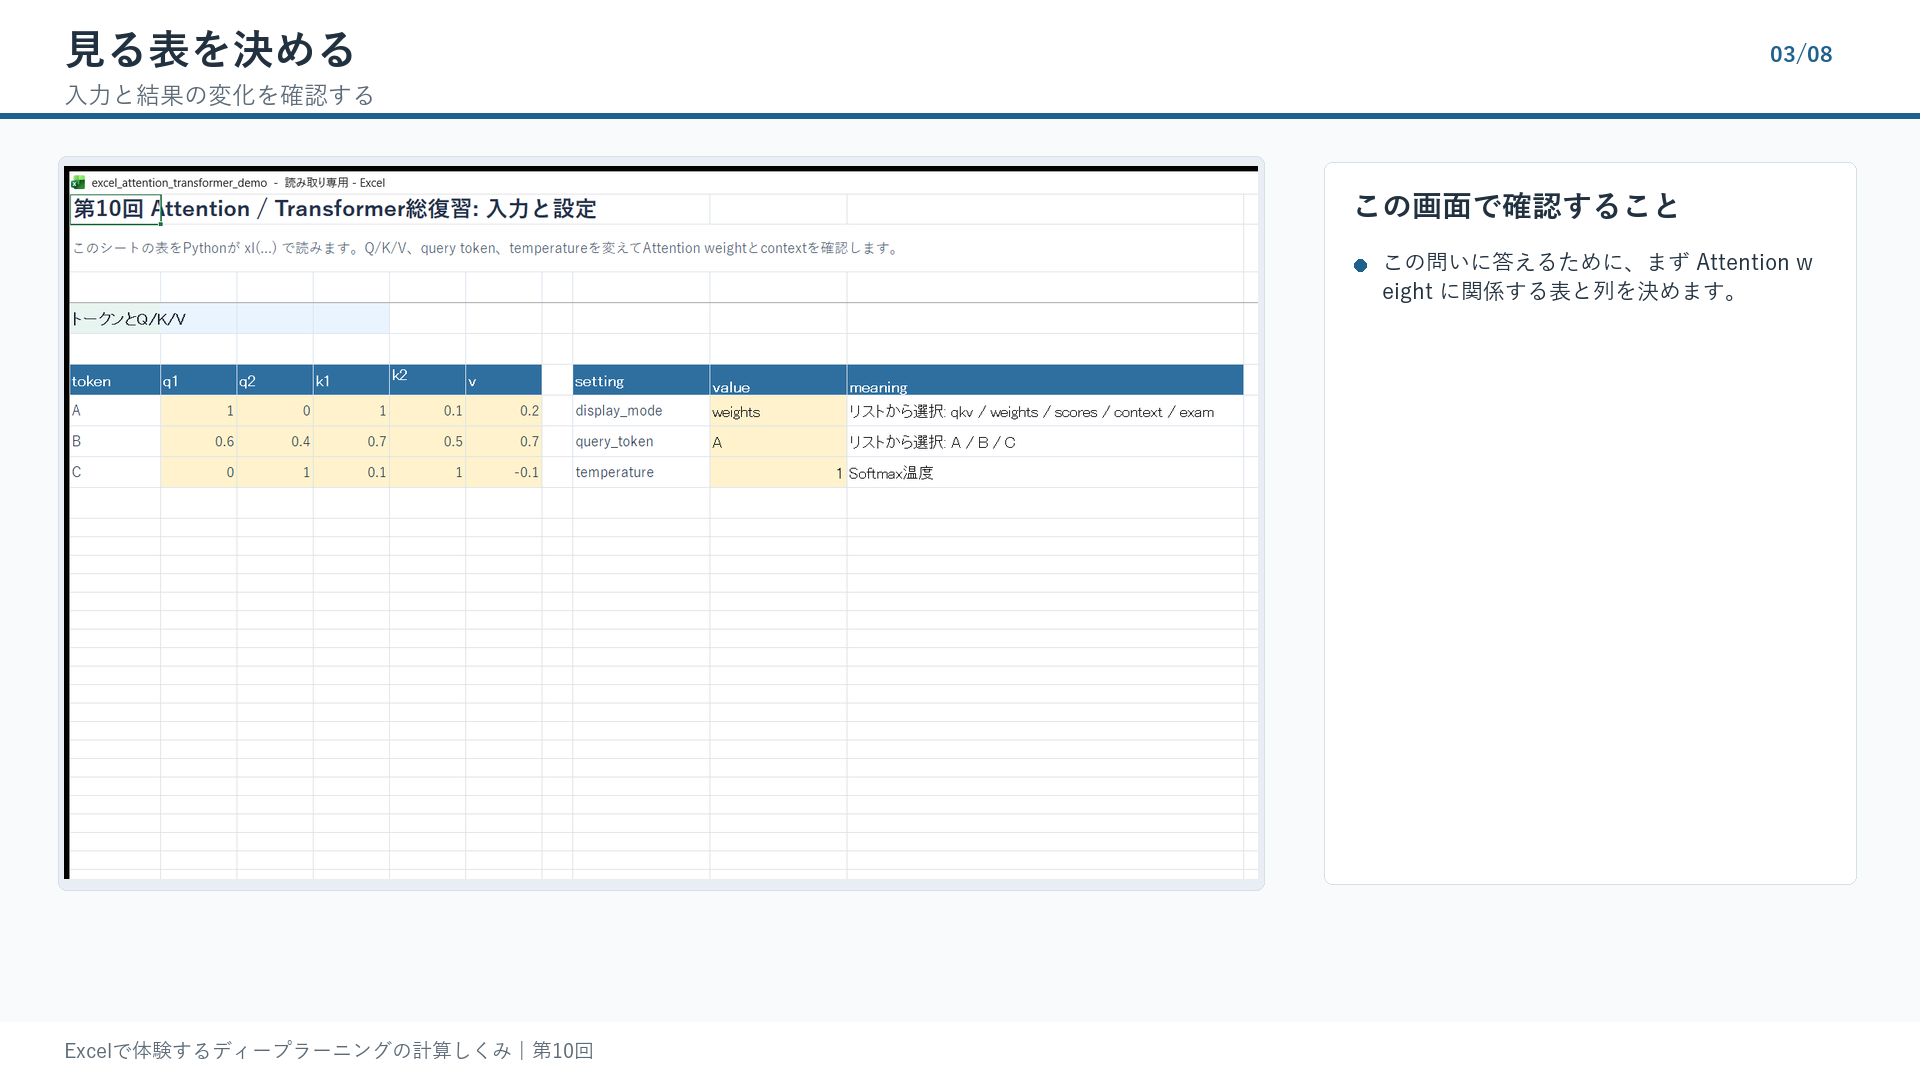 見る表を決める
03/08
入力と結果の変化を確認する
excel_attention_transformer_demo - 読み取り専用 - Excel
第10回 Attention / Transformer総復習: 入力と設定
このシートの表をPythonが xl(...) で読みます。Q/K/V、query token、temperatureを変えてAttention weightとcontextを確認します。
トークンとQ/K/V
token q1 q2 k1 k2 v setting value meaning
A 1 0 1 0.1 0.2 display_mode weights リストから選択: qkv / weights / scores / context / exam
B 0.6 0.4 0.7 0.5 0.7 query_token A リストから選択: A / B / C
C 0 1 0.1 1 -0.1 temperature 1 Softmax温度
この画面で確認すること
この問いに答えるために、まず Attention w
eight に関係する表と列を決めます。
Excelで体験するディープラーニングの計算しくみ｜第10回